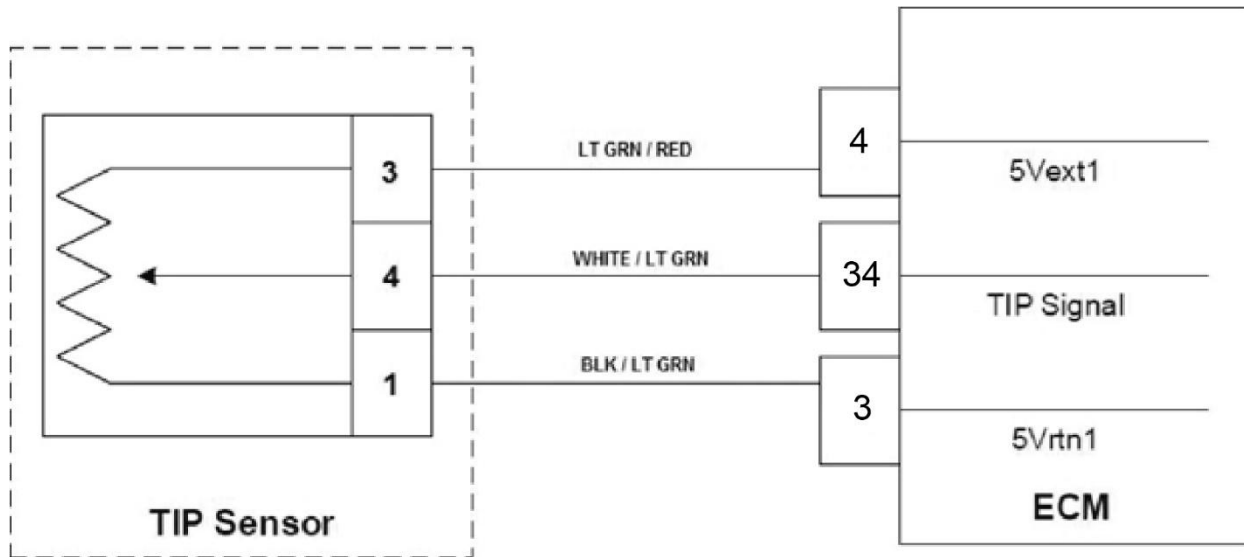 LT GRN / RED
3
4
5Vext1
WHITE / LT GRN
4
34
TIP Signal
BLK / LT GRN
1
3
5Vrtn1
TIP Sensor
ECM